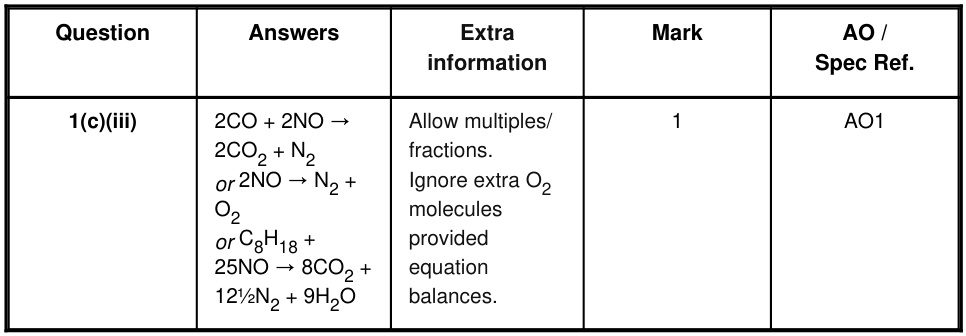 Question Answers Extra information Mark AO / Spec Ref.
1(c)(iii) 2CO + 2NO → Allow multiples/ 1 AO1
2CO₂ + N₂ fractions.
or 2NO → N₂ + Ignore extra O₂
O₂ molecules
or C₈H₁₈ + provided
25NO → 8CO₂ + equation
12½N₂ + 9H₂O balances.